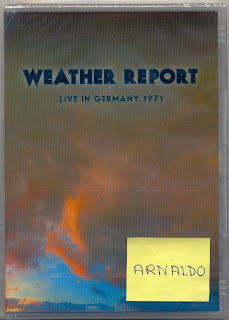 WEATHER REPORT
LIVE IN GERMANY 1971
ARNALDO